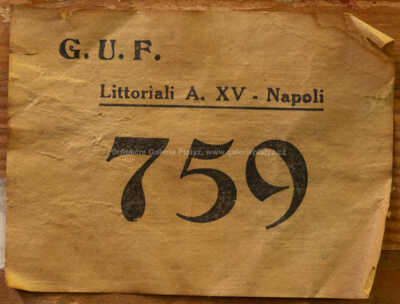 G. U. F.
Littoriali A. XV - Napoli
759